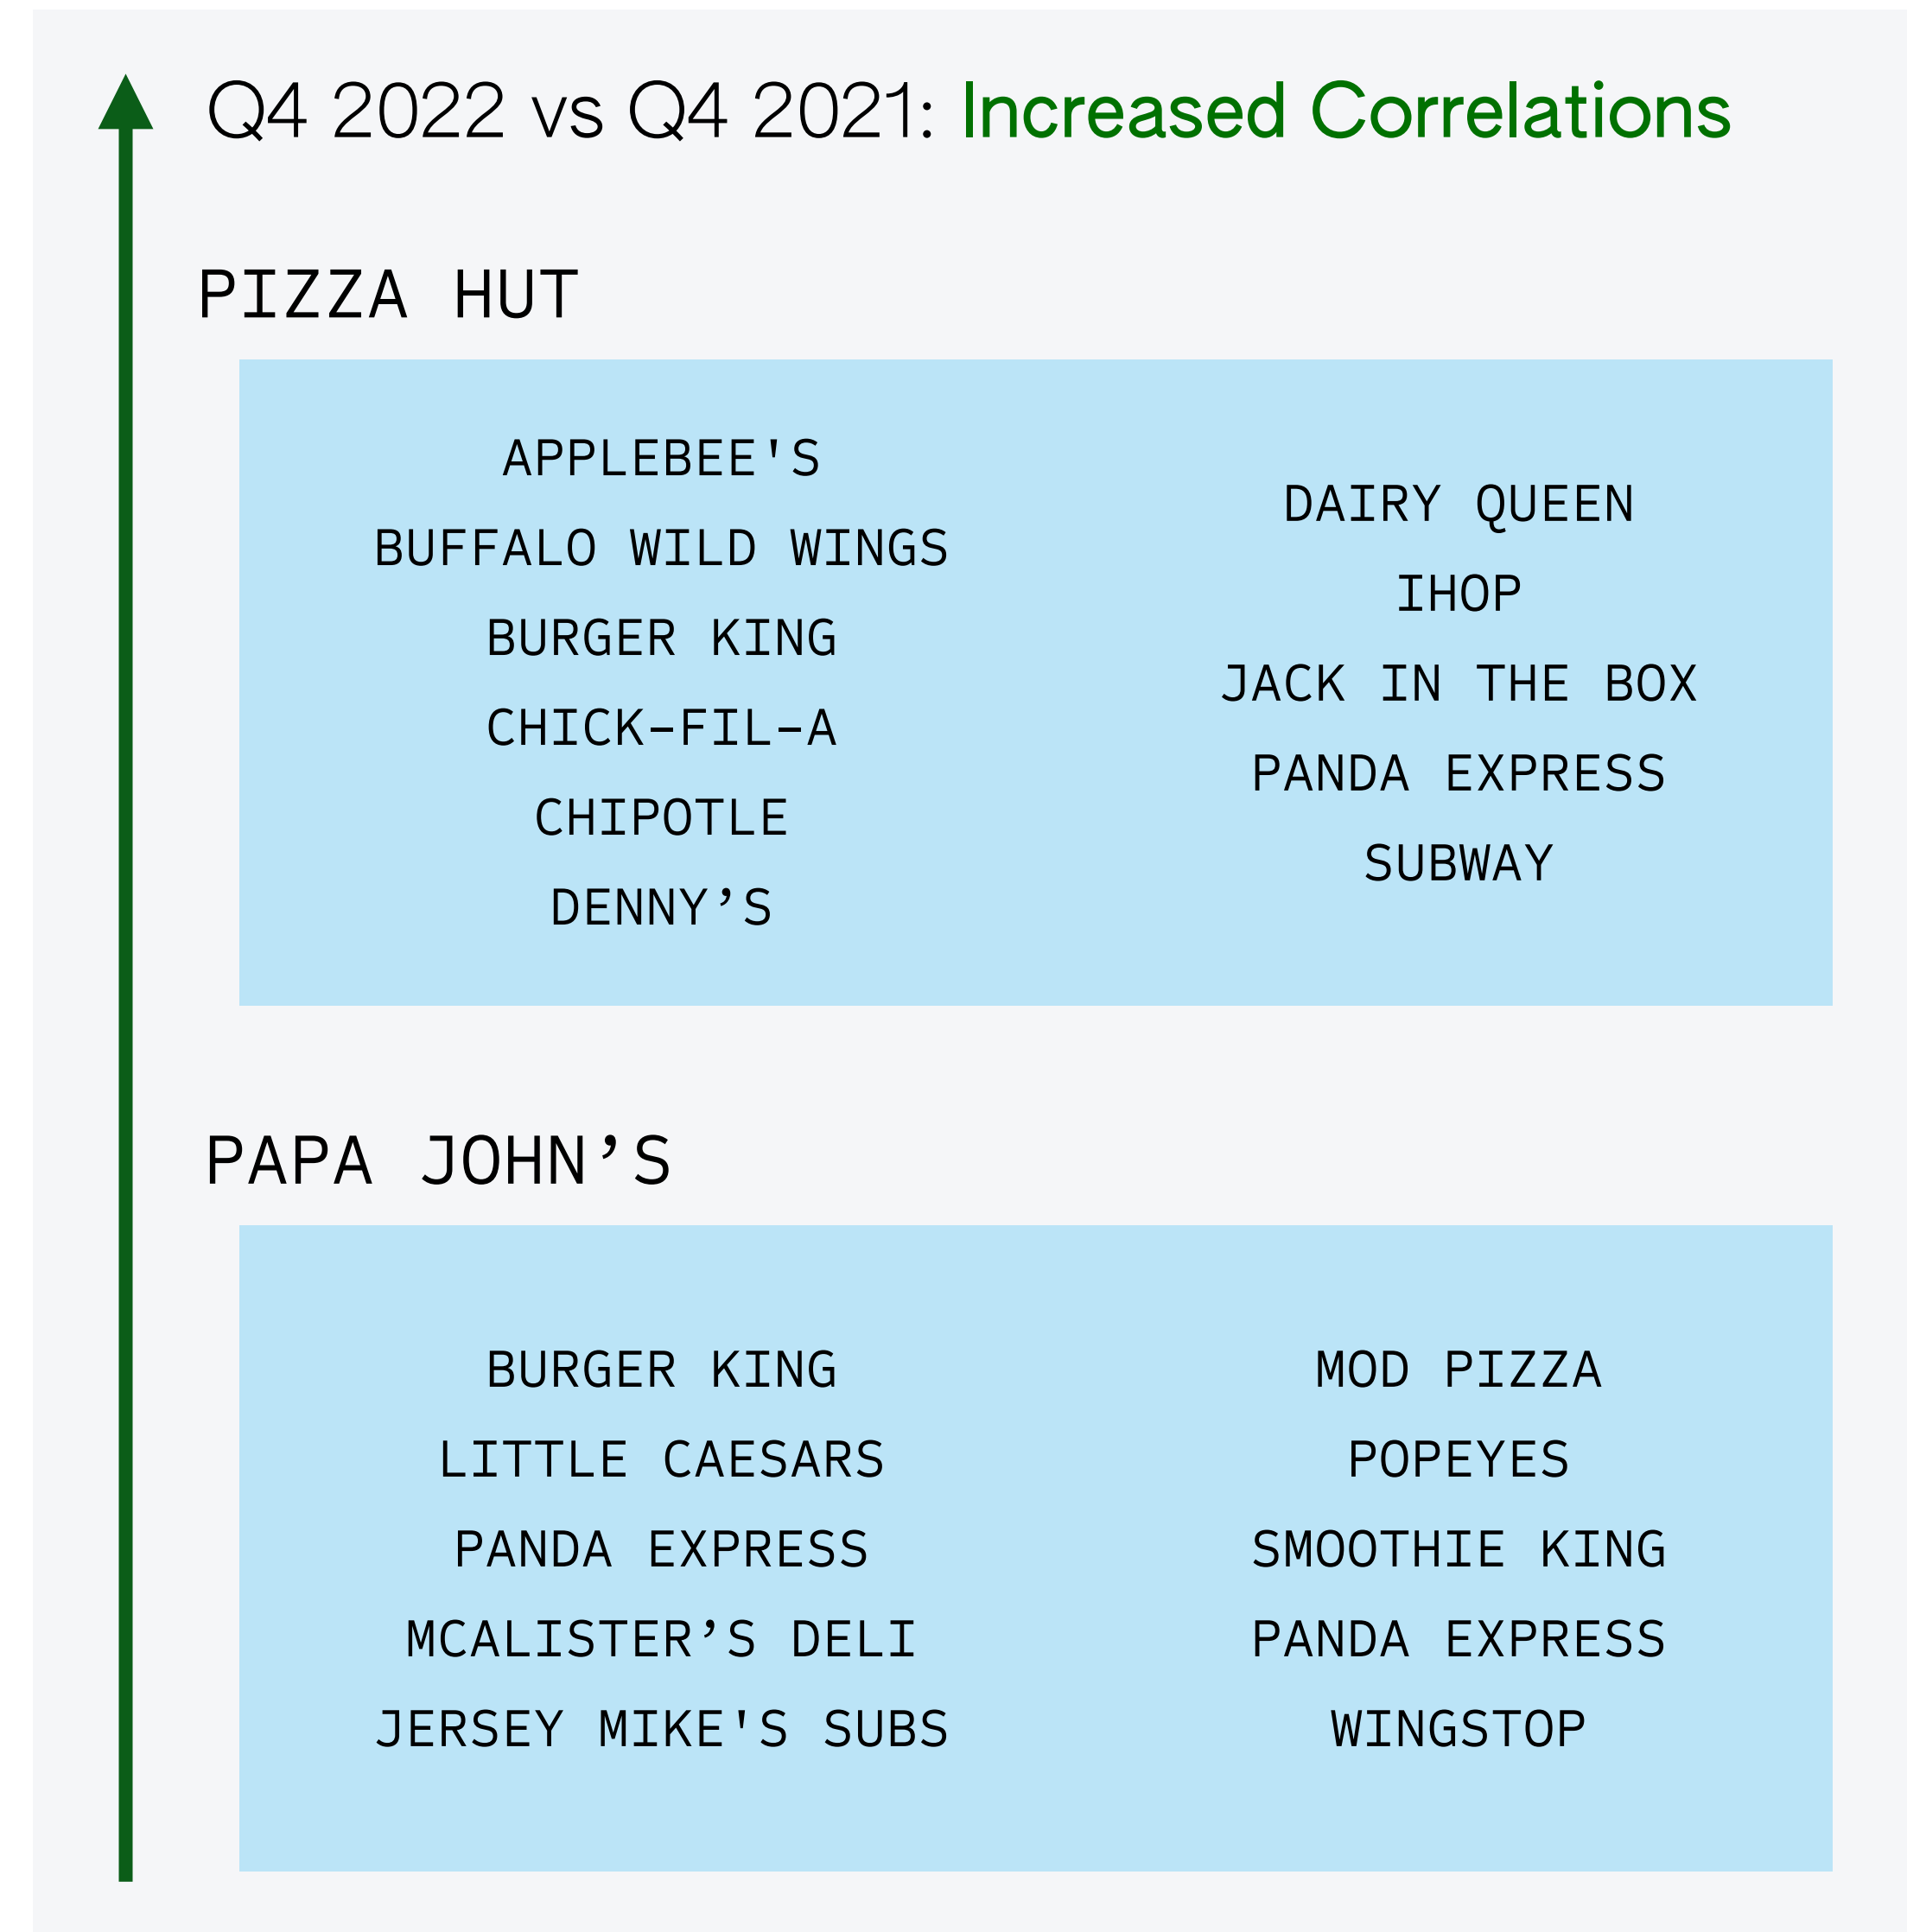 Q4 2022 vs Q4 2021: Increased Correlations
PIZZA HUT
APPLEBEE'S
BUFFALO WILD WINGS
BURGER KING
CHICK-FIL-A
CHIPOTLE
DENNY’S
DAIRY QUEEN
IHOP
JACK IN THE BOX
PANDA EXPRESS
SUBWAY
PAPA JOHN’S
BURGER KING
LITTLE CAESARS
PANDA EXPRESS
MCALISTER’S DELI
JERSEY MIKE'S SUBS
MOD PIZZA
POPEYES
SMOOTHIE KING
PANDA EXPRESS
WINGSTOP